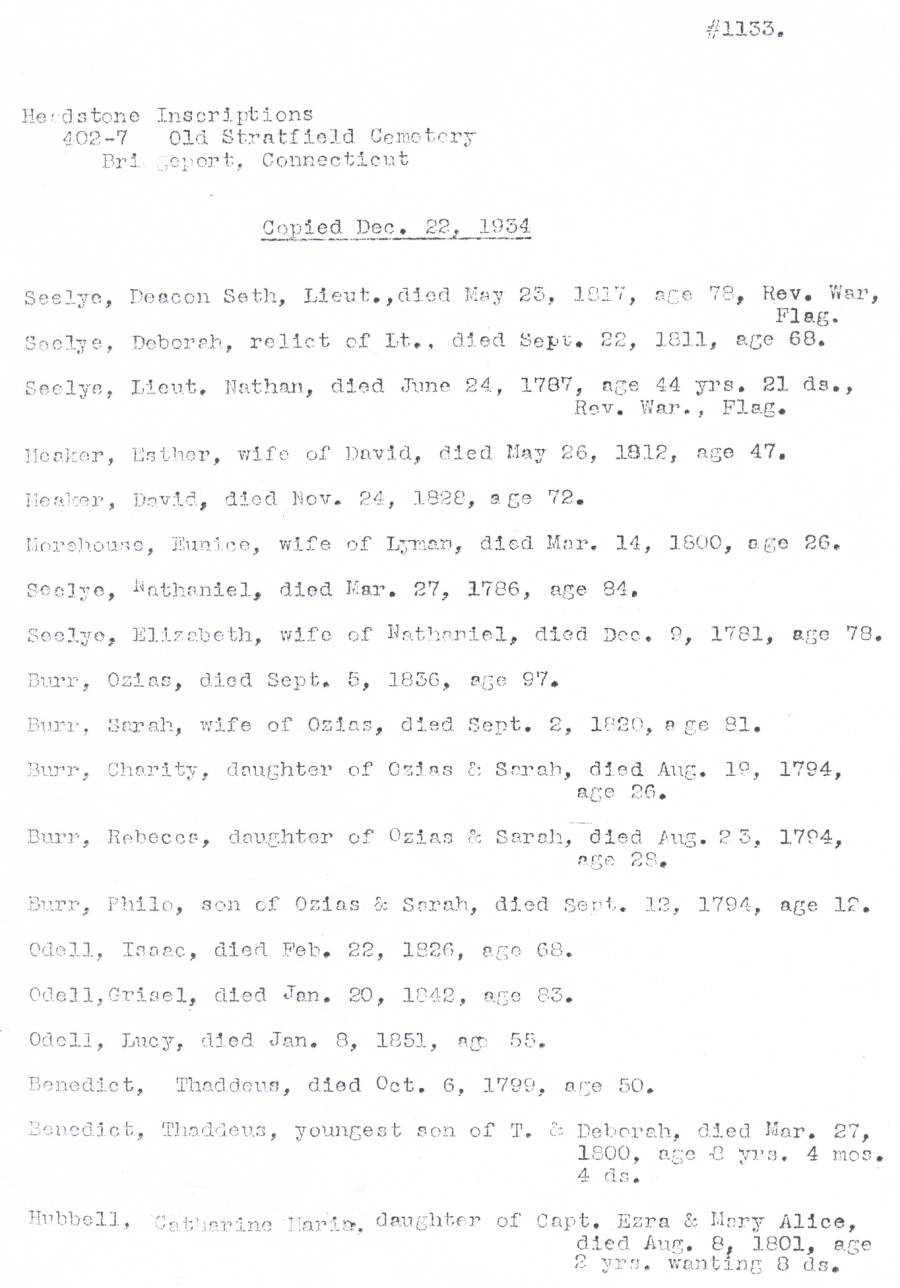 #1133.
Headstone Inscriptions
402-7 Old Stratfield Cemetery
Bridgeport, Connecticut
Copied Dec. 22, 1934
Seelye, Deacon Seth, Lieut.,died May 23, 1817, age 78, Rev. War,
Flag.
Seelye, Deborah, relict of Lt., died Sept. 22, 1811, age 68.
Seelye, Lieut. Nathan, died June 24, 1787, age 44 yrs. 21 ds.,
Rev. War., Flag.
Meaker, Esther, wife of David, died May 26, 1812, age 47.
Meaker, David, died Nov. 24, 1828, age 72.
Morehouse, Eunice, wife of Lyman, died Mar. 14, 1800, age 26.
Seelye, Nathaniel, died Mar. 27, 1786, age 84.
Seelye, Elizabeth, wife of Nathaniel, died Dec. 9, 1781, age 78.
Burr, Ozias, died Sept. 5, 1836, age 97.
Burr, Sarah, wife of Ozias, died Sept. 2, 1820, age 81.
Burr, Charity, daughter of Ozias & Sarah, died Aug. 19, 1794,
age 26.
Burr, Rebecca, daughter of Ozias & Sarah, died Aug. 23, 1794,
age 28.
Burr, Philo, son of Ozias & Sarah, died Sept. 12, 1794, age 12.
Odell, Isaac, died Feb. 22, 1826, age 68.
Odell,Grisel, died Jan. 20, 1842, age 83.
Odell, Lucy, died Jan. 8, 1851, age 55.
Benedict, Thaddeus, died Oct. 6, 1799, age 50.
Benedict, Thaddeus, youngest son of T. & Deborah, died Mar. 27,
1800, age yrs. 4 mos.
4 ds.
Hubbell, Catharine Maria, daughter of Capt. Ezra & Mary Alice,
died Aug. 8, 1801, age
2 yrs. wanting 8 ds.